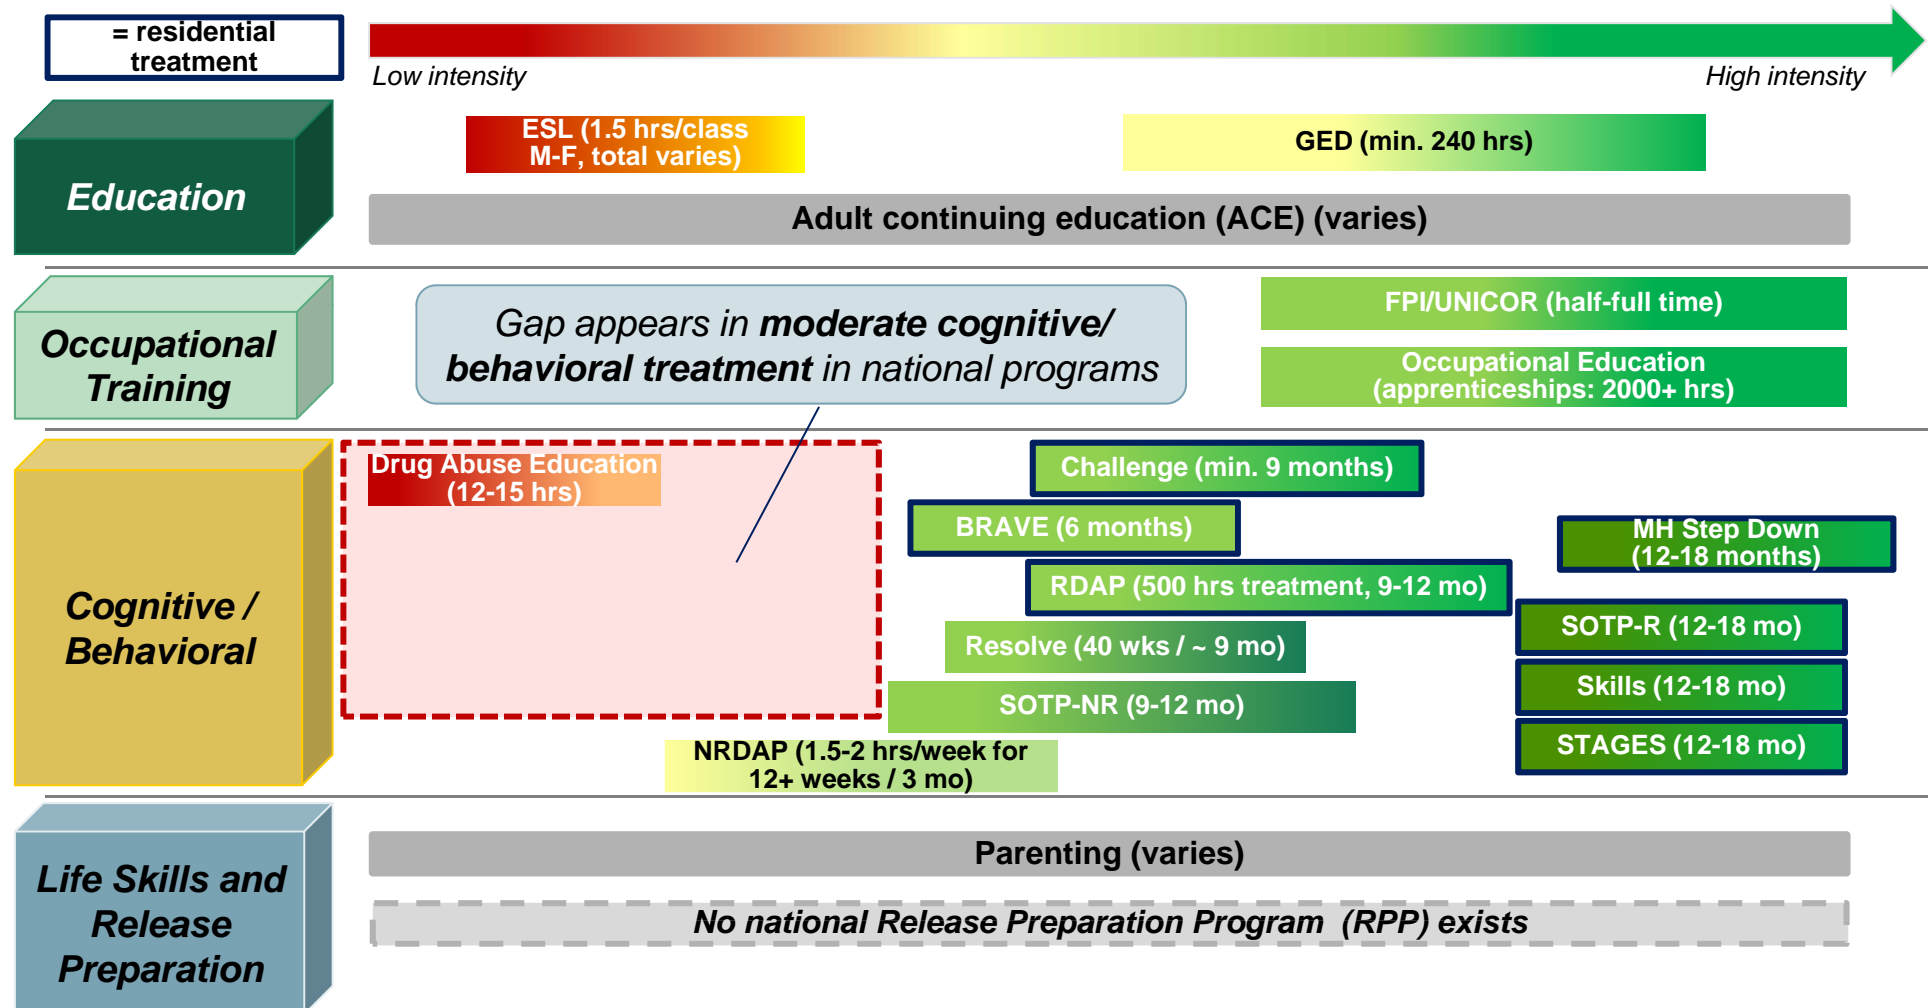 = residential
treatment
Low intensity
High intensity
Education
ESL (1.5 hrs/class
M-F, total varies)
GED (min. 240 hrs)
Adult continuing education (ACE) (varies)
Occupational
Training
Gap appears in moderate cognitive/
behavioral treatment in national programs
FPI/UNICOR (half-full time)
Occupational Education
(apprenticeships: 2000+ hrs)
Cognitive /
Behavioral
Drug Abuse Education
(12-15 hrs)
Challenge (min. 9 months)
BRAVE (6 months)
MH Step Down
(12-18 months)
RDAP (500 hrs treatment, 9-12 mo)
SOTP-R (12-18 mo)
Resolve (40 wks / ~ 9 mo)
Skills (12-18 mo)
SOTP-NR (9-12 mo)
STAGES (12-18 mo)
NRDAP (1.5-2 hrs/week for
12+ weeks / 3 mo)
Life Skills and
Release
Preparation
Parenting (varies)
No national Release Preparation Program (RPP) exists